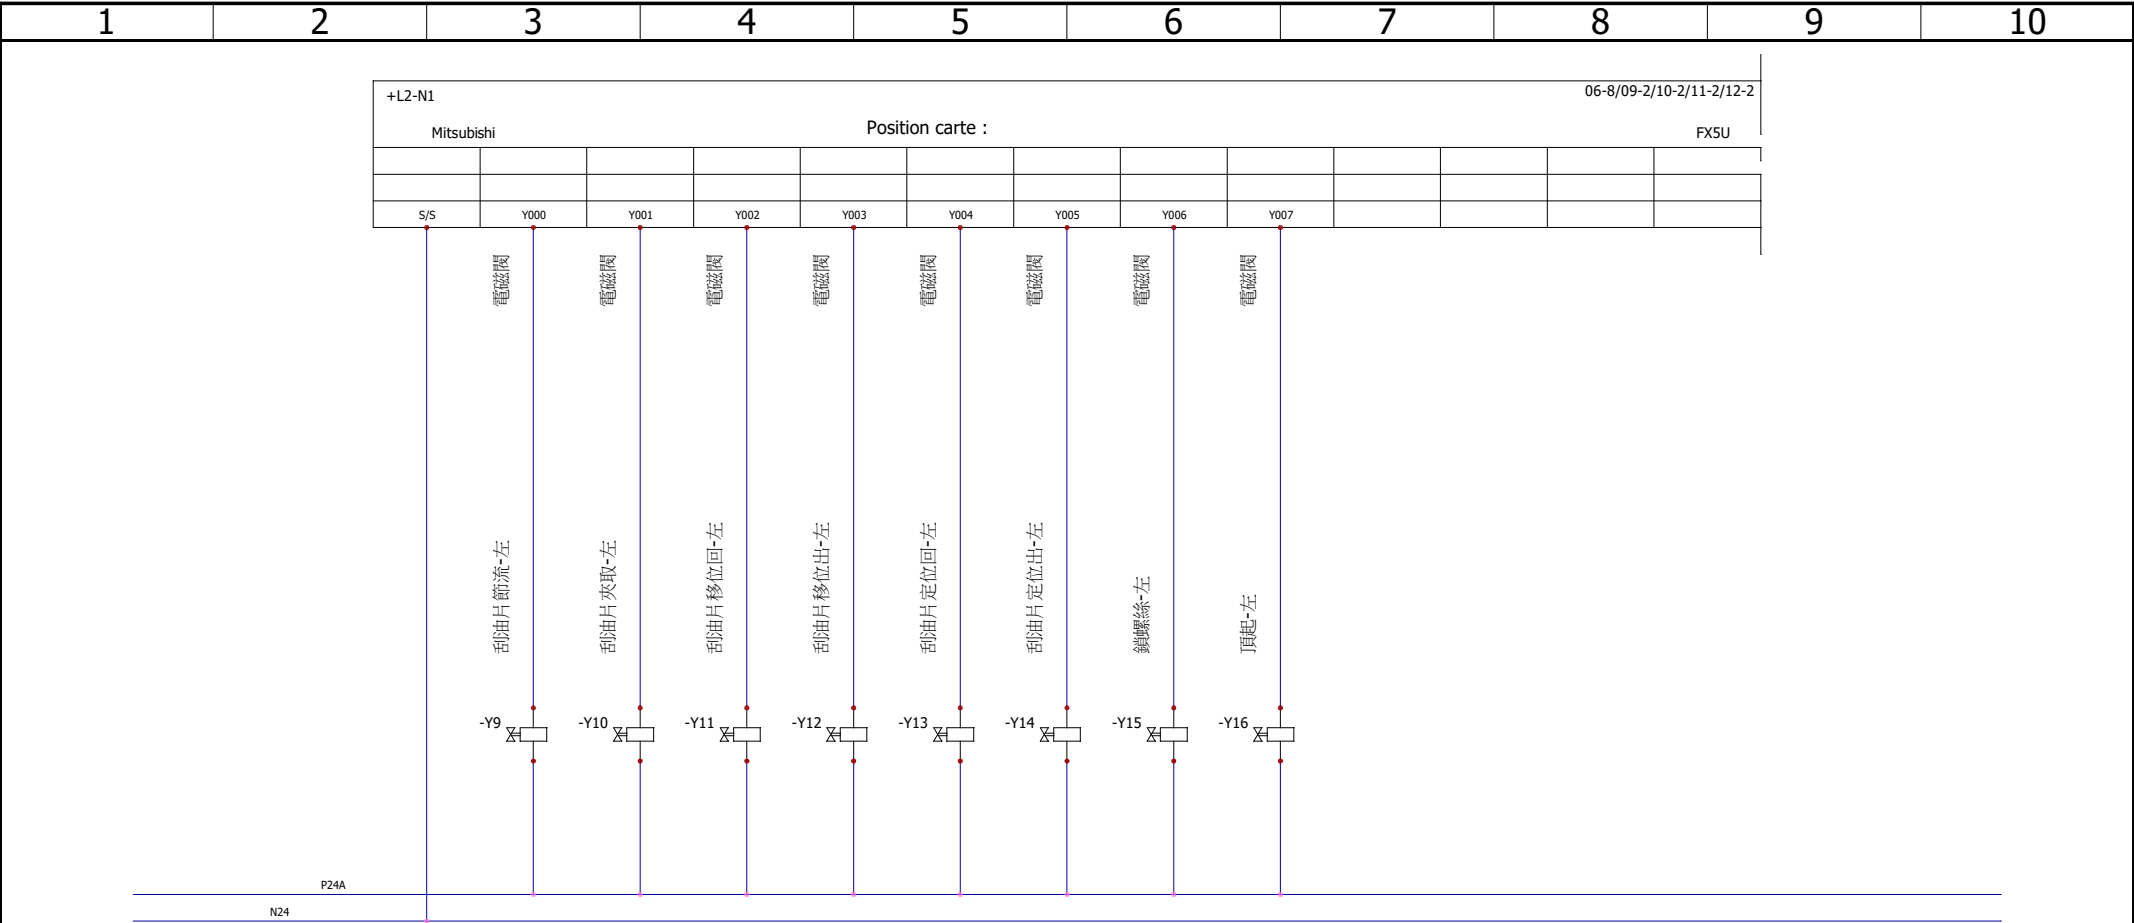 1 2 3 4 5 6 7 8 9 10
+L2-N1 06-8/09-2/10-2/11-2/12-2
Mitsubishi Position carte : FX5U
S/S Y000 Y001 Y002 Y003 Y004 Y005 Y006 Y007
電磁閥 電磁閥 電磁閥 電磁閥 電磁閥 電磁閥 電磁閥 電磁閥
刮油片節流-左
刮油片夾取-左
刮油片移位回-左
刮油片移位出-左
刮油片定位回-左
刮油片定位出-左
鎖螺絲-左
頂起-左
-Y9 -Y10 -Y11 -Y12 -Y13 -Y14 -Y15 -Y16
P24A
N24